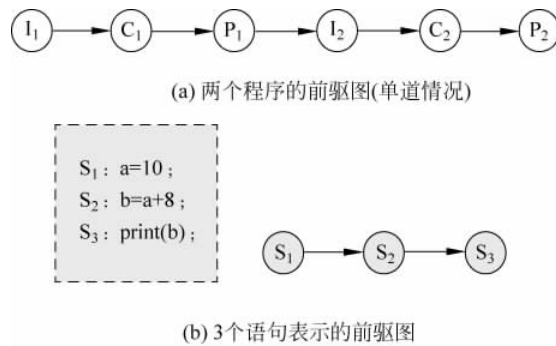 I₁ C₁ P₁ I₂ C₂ P₂
(a) 两个程序的前驱图(单道情况)
S₁：a=10；
S₂：b=a+8；
S₃：print(b)；
S₁ S₂ S₃
(b) 3个语句表示的前驱图